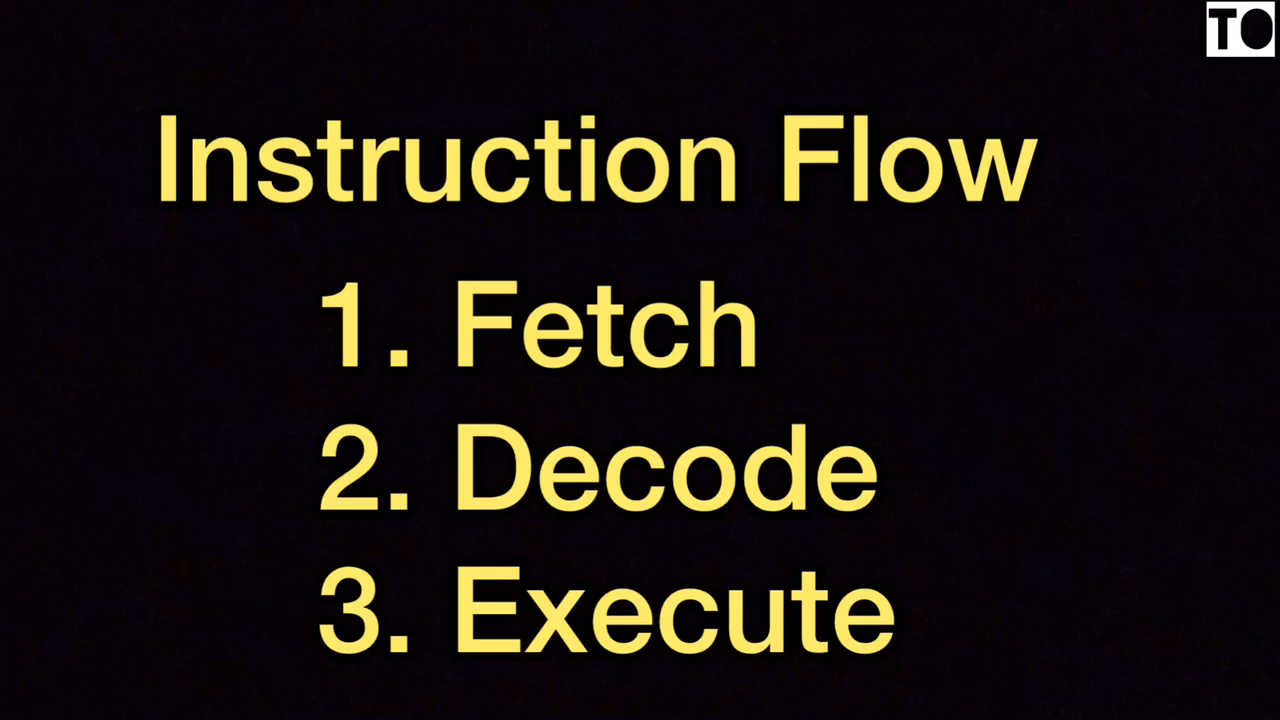 TO
Instruction Flow
1. Fetch
2. Decode
3. Execute